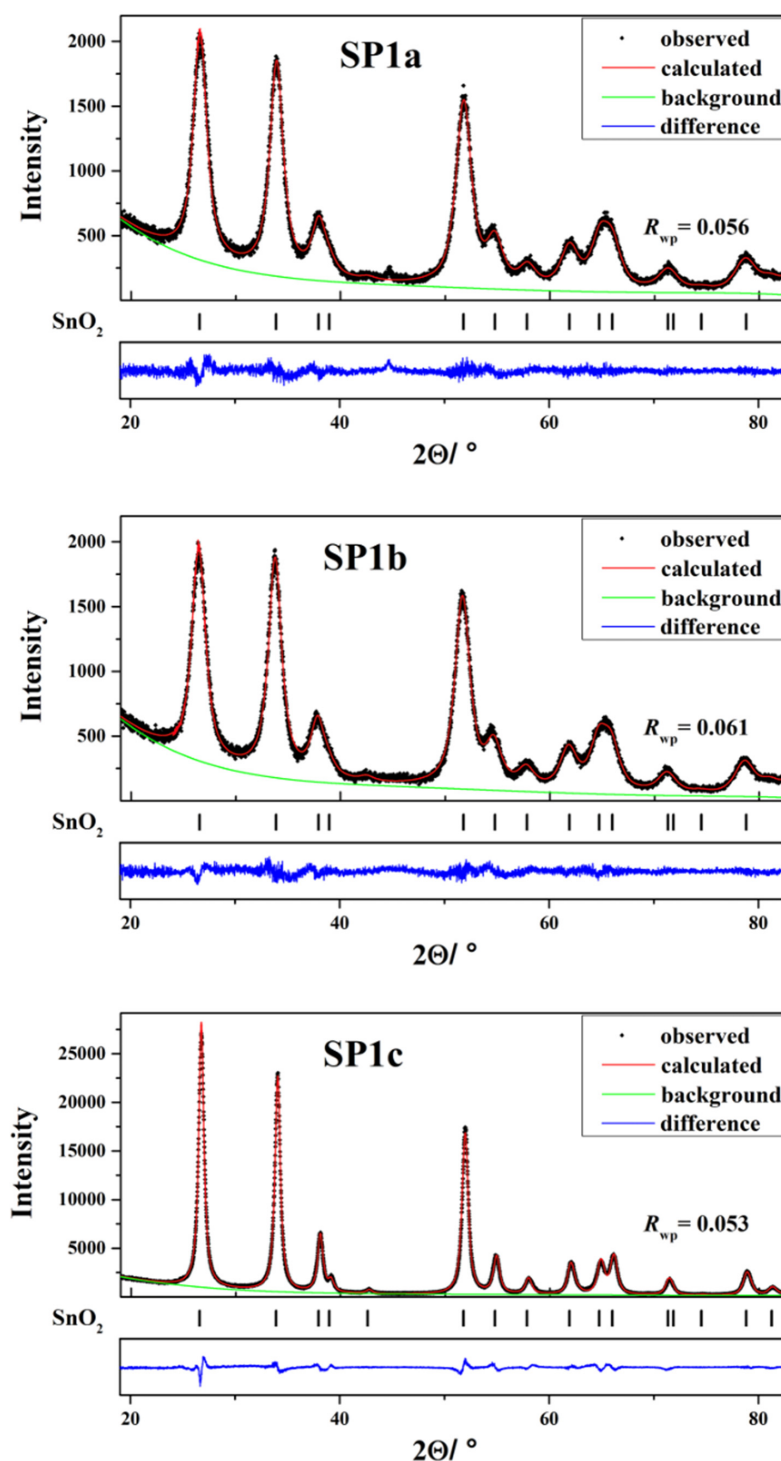 SP1a
observed
calculated
background
difference
2000
1500
1000
500
Intensity
R_wp = 0.056
SnO₂
20 40 60 80
2Θ/ °
SP1b
observed
calculated
background
difference
2000
1500
1000
500
Intensity
R_wp = 0.061
SnO₂
20 40 60 80
2Θ/ °
SP1c
observed
calculated
background
difference
25000
20000
15000
10000
5000
Intensity
R_wp = 0.053
SnO₂
20 40 60 80
2Θ/ °